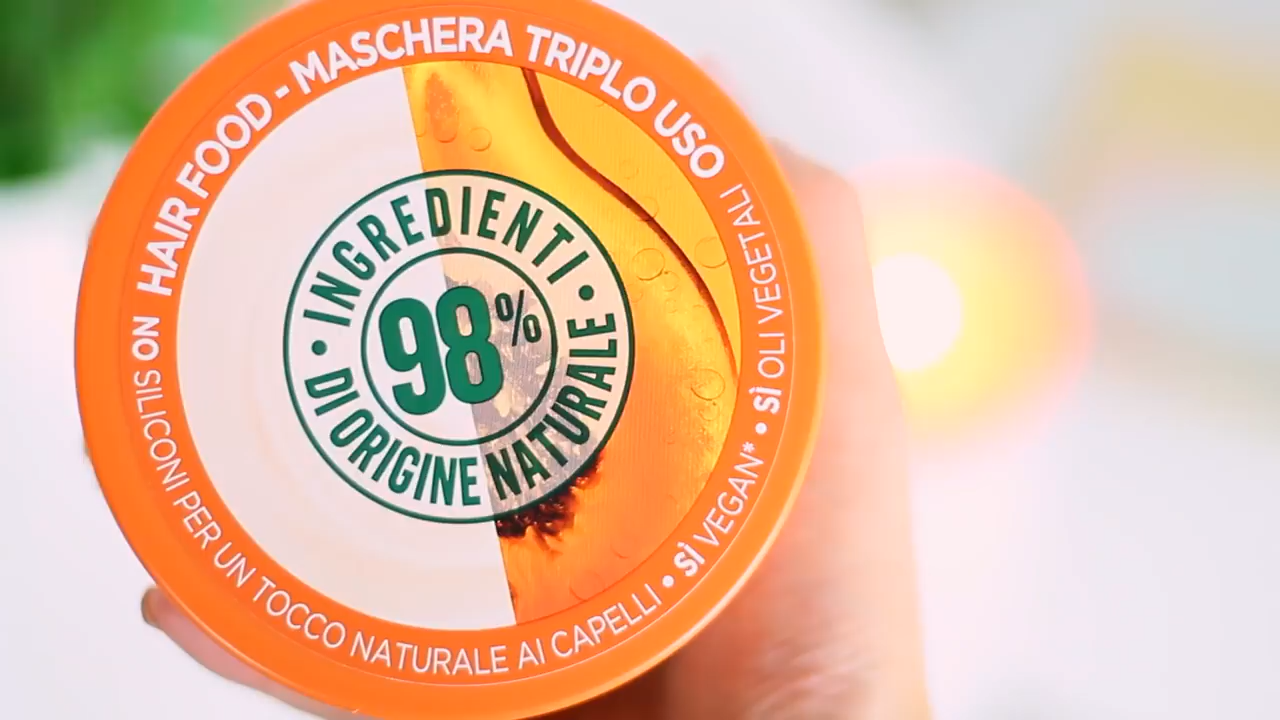 HAIR FOOD - MASCHERA TRIPLO USO
NO SILICONI PER UN TOCCO NATURALE AI CAPELLI • SÌ VEGAN* • SÌ OLI VEGETALI
• INGREDIENTI •
98%
DI ORIGINE NATURALE